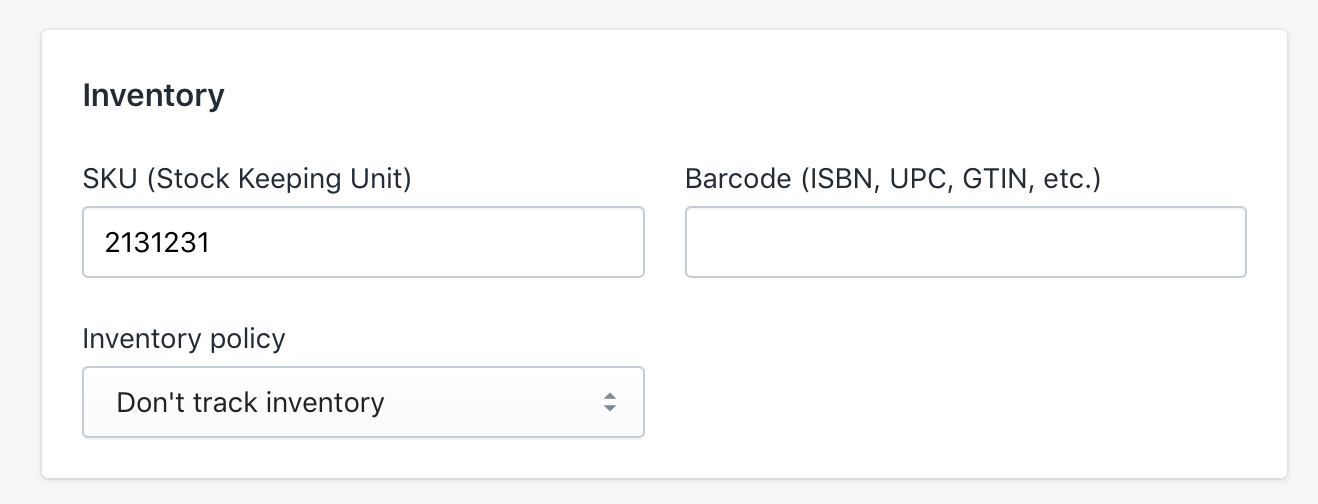 Inventory
SKU (Stock Keeping Unit)
Barcode (ISBN, UPC, GTIN, etc.)
2131231
Inventory policy
Don't track inventory